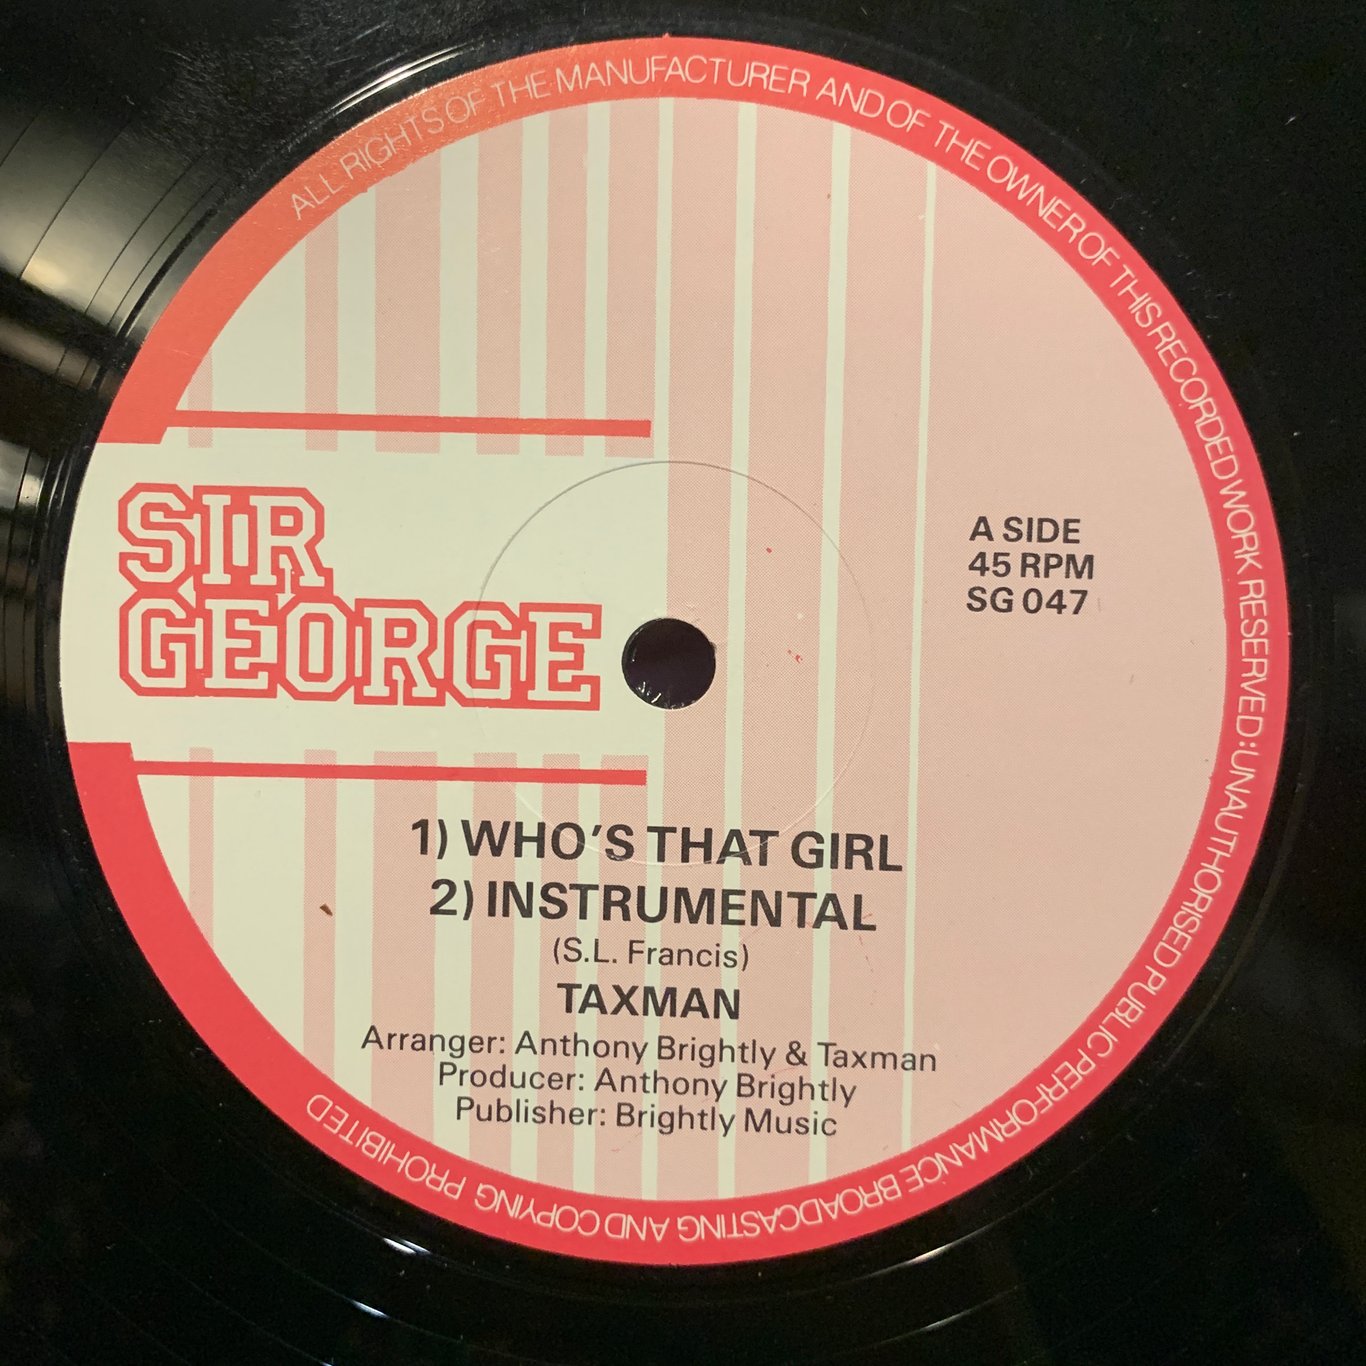 ALL RIGHTS OF THE MANUFACTURER AND OF THE OWNER OF THIS RECORDED WORK RESERVED: UNAUTHORISED PUBLIC PERFORMANCE BROADCASTING AND COPYING PROHIBITED
SIR
GEORGE
A SIDE
45 RPM
SG 047
1) WHO'S THAT GIRL
2) INSTRUMENTAL
(S.L. Francis)
TAXMAN
Arranger: Anthony Brightly & Taxman
Producer: Anthony Brightly
Publisher: Brightly Music